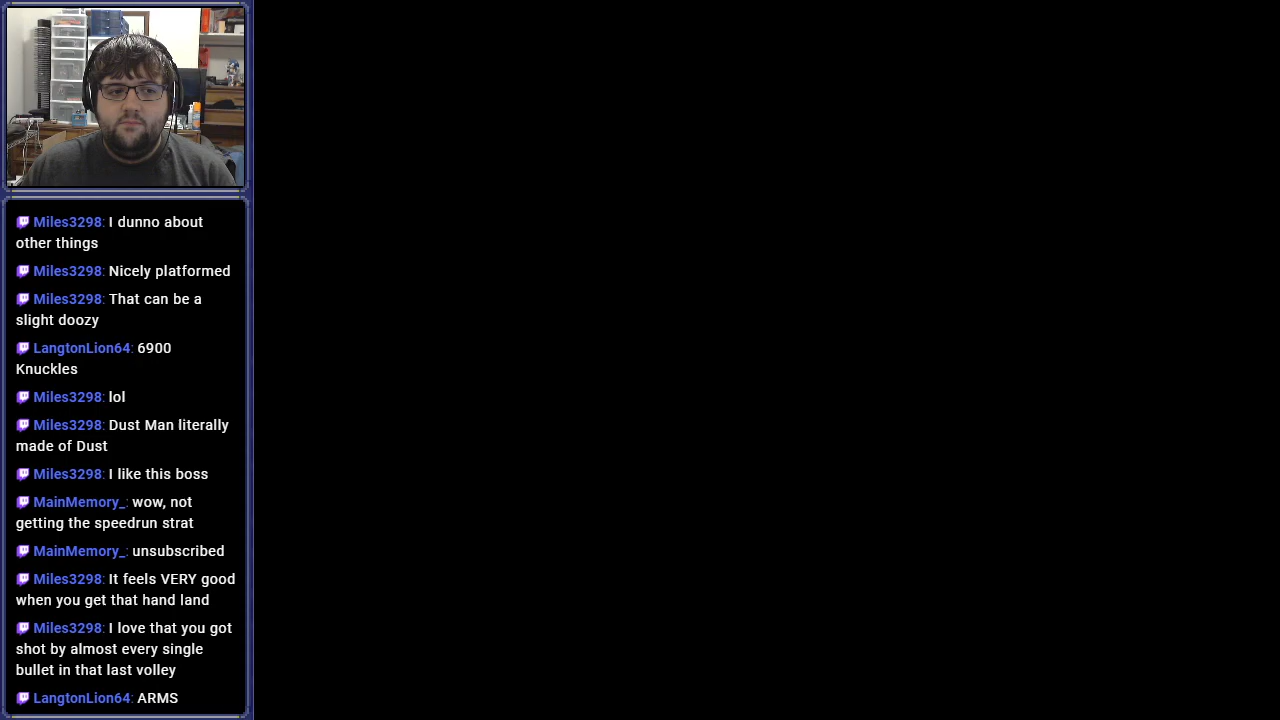 Miles3298: I dunno about
other things
Miles3298: Nicely platformed
Miles3298: That can be a
slight doozy
LangtonLion64: 6900
Knuckles
Miles3298: lol
Miles3298: Dust Man literally
made of Dust
Miles3298: I like this boss
MainMemory_: wow, not
getting the speedrun strat
MainMemory_: unsubscribed
Miles3298: It feels VERY good
when you get that hand land
Miles3298: I love that you got
shot by almost every single
bullet in that last volley
LangtonLion64: ARMS